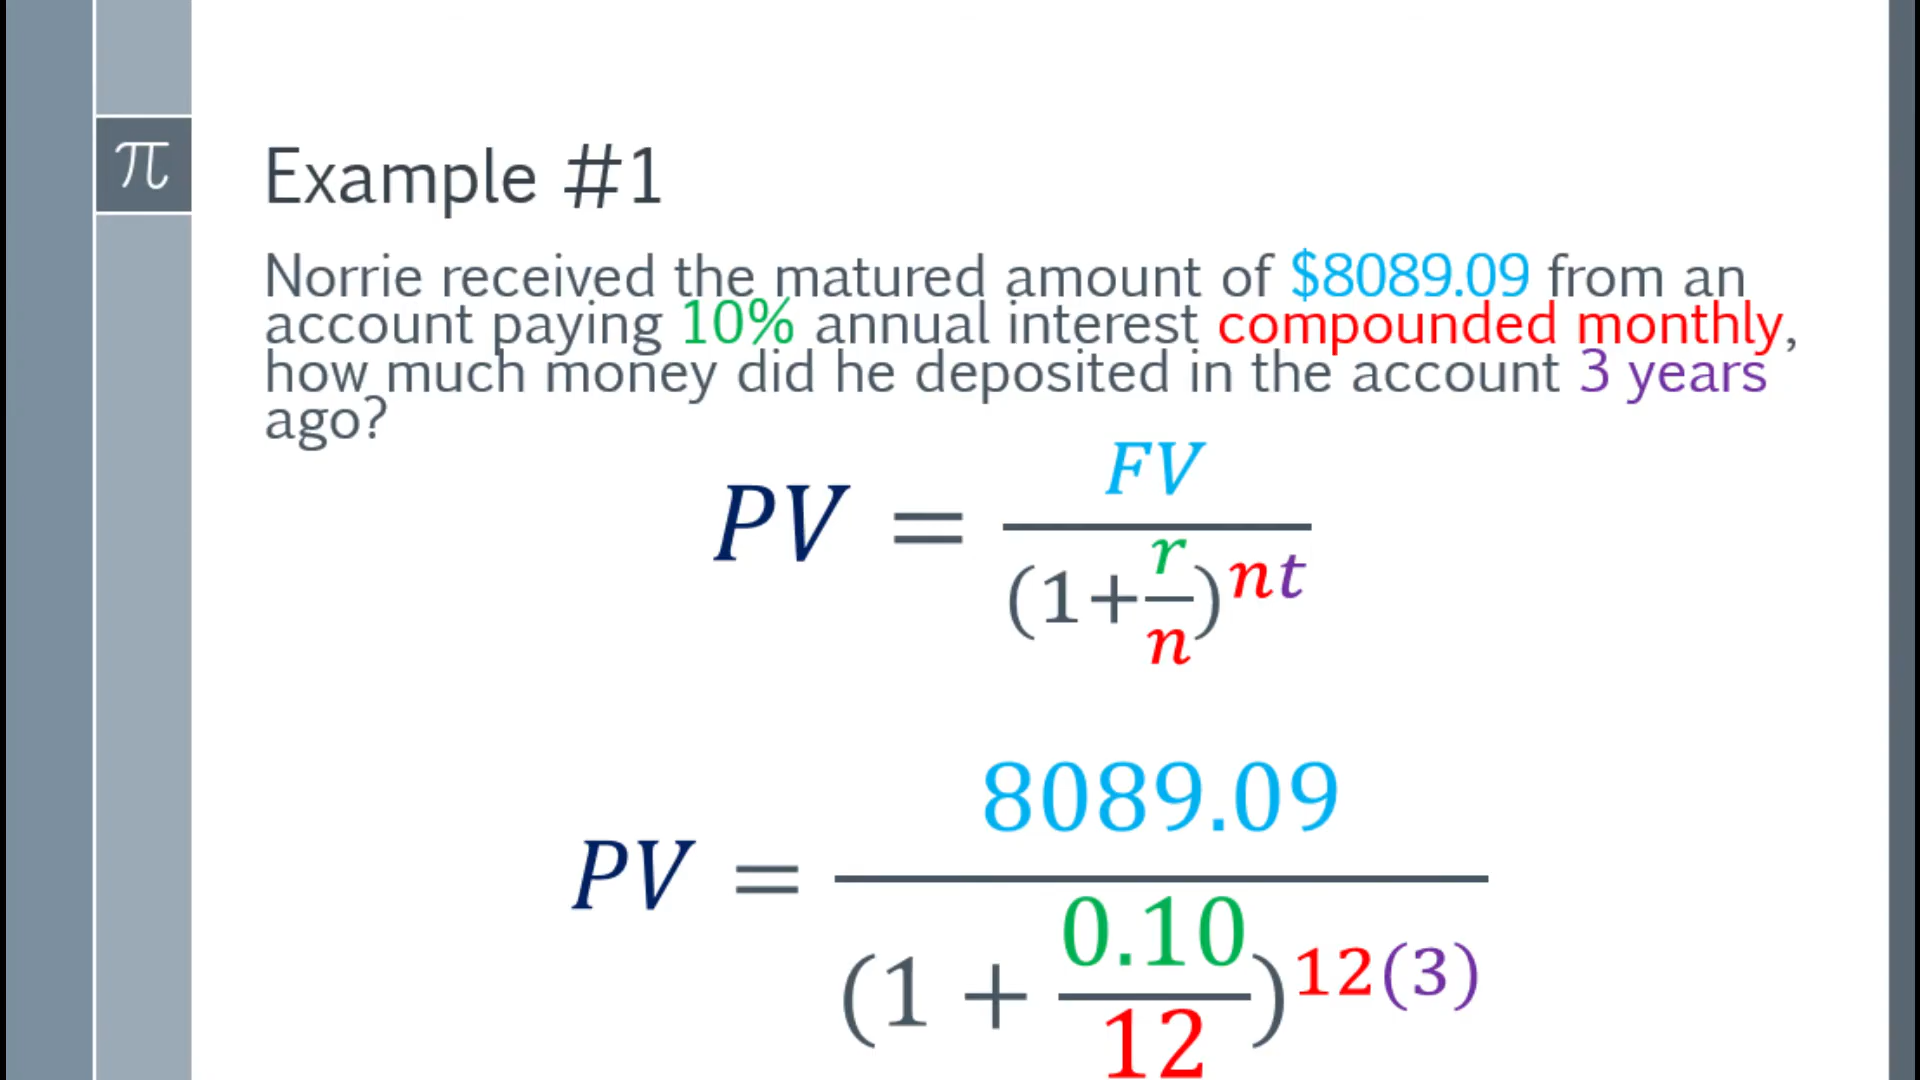 π
Example #1
Norrie received the matured amount of $8089.09 from an
account paying 10% annual interest compounded monthly,
how much money did he deposited in the account 3 years
ago?
PV = FV / (1+r/n)^nt
PV = 8089.09 / (1 + 0.10/12)^12(3)